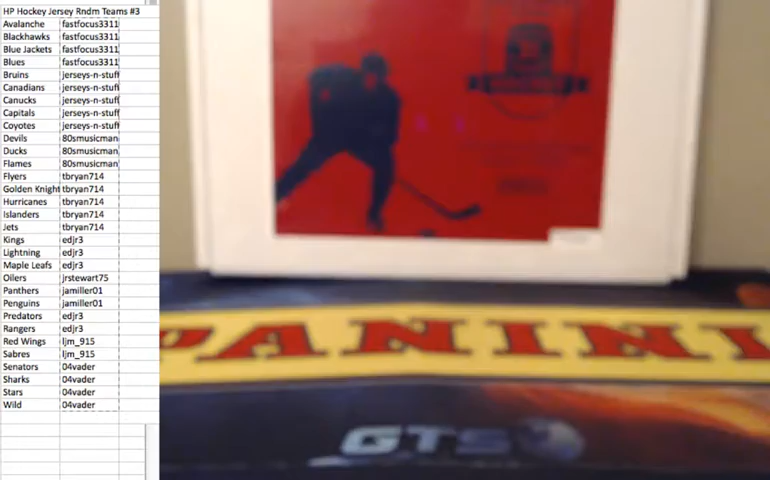 HP Hockey Jersey Rndm Teams #3
Avalanche fastfocus3311
Blackhawks fastfocus3311
Blue Jackets fastfocus3311
Blues fastfocus3311
Bruins jerseys-n-stuff
Canadians jerseys-n-stuff
Canucks jerseys-n-stuff
Capitals jerseys-n-stuff
Coyotes jerseys-n-stuff
Devils 80smusicman
Ducks 80smusicman
Flames 80smusicman
Flyers tbryan714
Golden Knight tbryan714
Hurricanes tbryan714
Islanders tbryan714
Jets tbryan714
Kings edjr3
Lightning edjr3
Maple Leafs edjr3
Oilers jrstewart75
Panthers jamiller01
Penguins jamiller01
Predators edjr3
Rangers edjr3
Red Wings ljm_915
Sabres ljm_915
Senators 04vader
Sharks 04vader
Stars 04vader
Wild 04vader
PANINI
GTS